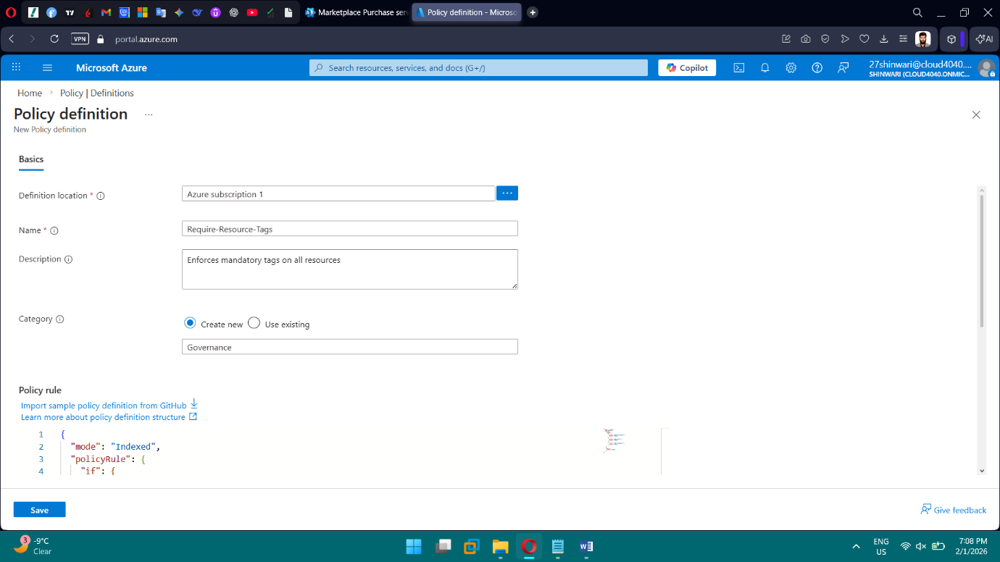 Marketplace Purchase ser
Policy definition - Microso
VPN
portal.azure.com
AI
Microsoft Azure
Search resources, services, and docs (G+/)
Copilot
27shinwari@cloud4040....
SHINWARI (CLOUD4040.ONMIC...
Home > Policy | Definitions
Policy definition ...
New Policy definition
Basics
Definition location *
Azure subscription 1
...
Name *
Require-Resource-Tags
Description
Enforces mandatory tags on all resources
Category
Create new
Use existing
Governance
Policy rule
Import sample policy definition from GitHub
Learn more about policy definition structure
1 {
2 "mode": "Indexed",
3 "policyRule": {
4 "if": {
Save
Give feedback
3
-9°C
Clear
ENG
US
7:08 PM
2/1/2026